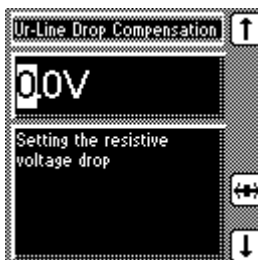 Ur-Line Drop Compensation
0.0V
Setting the resistive
voltage drop